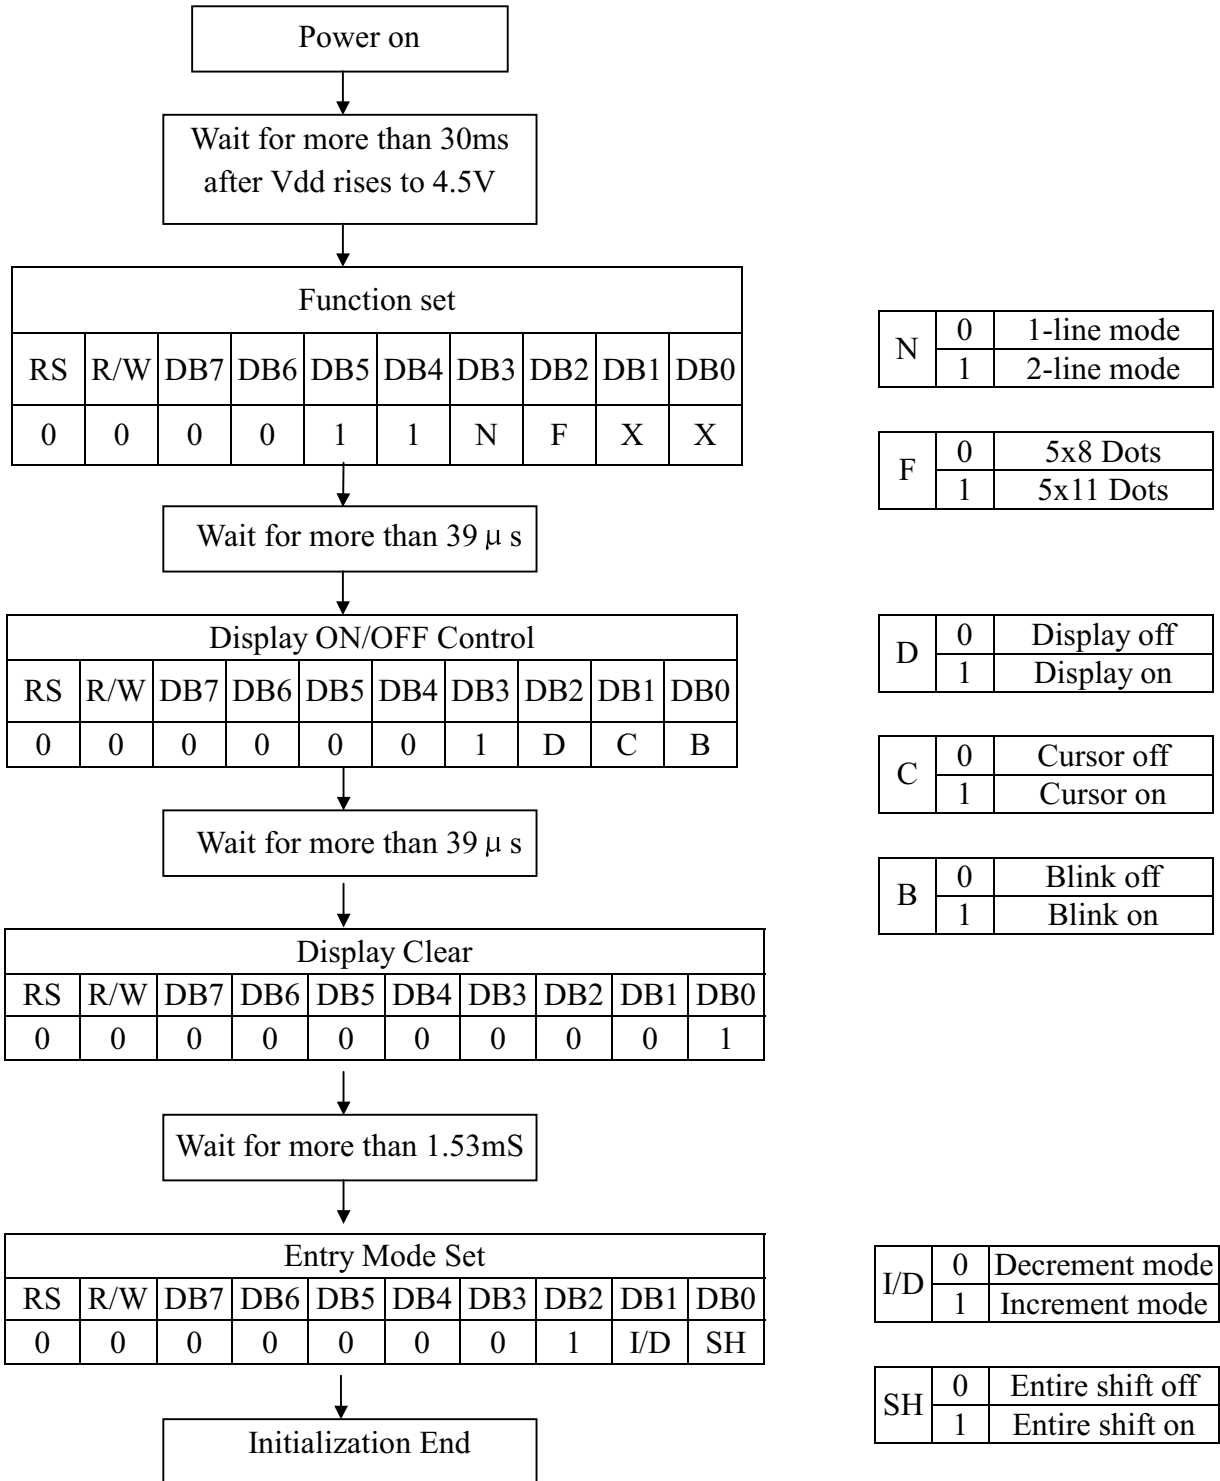 Power on
Wait for more than 30ms
after Vdd rises to 4.5V
Function set
RS R/W DB7 DB6 DB5 DB4 DB3 DB2 DB1 DB0
0 0 0 0 1 1 N F X X
N 0 1-line mode
1 2-line mode
F 0 5x8 Dots
1 5x11 Dots
Wait for more than 39 μ s
Display ON/OFF Control
RS R/W DB7 DB6 DB5 DB4 DB3 DB2 DB1 DB0
0 0 0 0 0 0 1 D C B
D 0 Display off
1 Display on
C 0 Cursor off
1 Cursor on
B 0 Blink off
1 Blink on
Wait for more than 39 μ s
Display Clear
RS R/W DB7 DB6 DB5 DB4 DB3 DB2 DB1 DB0
0 0 0 0 0 0 0 0 0 1
Wait for more than 1.53mS
Entry Mode Set
RS R/W DB7 DB6 DB5 DB4 DB3 DB2 DB1 DB0
0 0 0 0 0 0 0 1 I/D SH
I/D 0 Decrement mode
1 Increment mode
SH 0 Entire shift off
1 Entire shift on
Initialization End